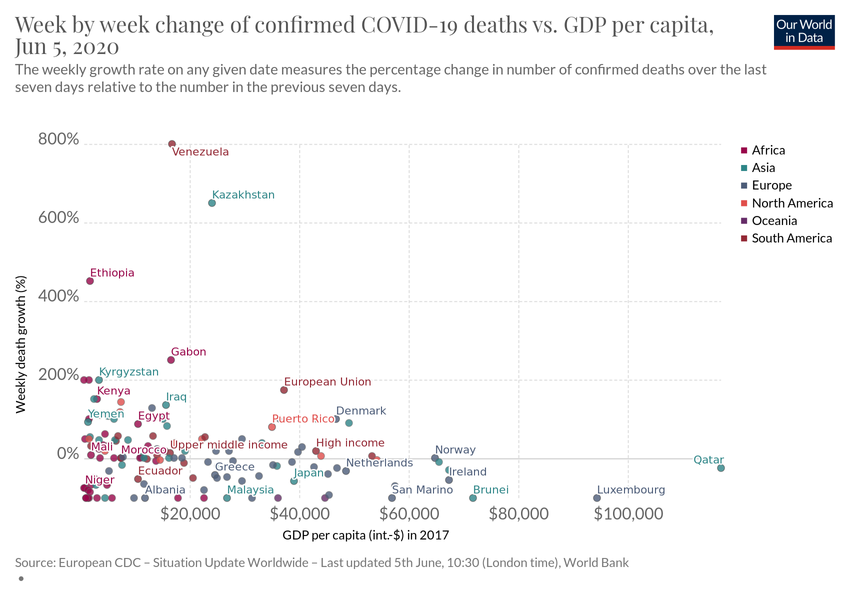 Week by week change of confirmed COVID-19 deaths vs. GDP per capita,
Jun 5, 2020
Our World
in Data
The weekly growth rate on any given date measures the percentage change in number of confirmed deaths over the last
seven days relative to the number in the previous seven days.
800%
Venezuela
Africa
Asia
Kazakhstan
Europe
North America
600%
Oceania
South America
Ethiopia
400%
Gabon
Weekly death growth (%)
200%
Kyrgyzstan
European Union
Kenya
Iraq
Yemen
Egypt
Puerto Rico
Denmark
Mali
Morocco
Upper middle income
High income
Norway
0%
Qatar
Ecuador
Greece
Japan
Netherlands
Ireland
Niger
Albania
Malaysia
San Marino
Brunei
Luxembourg
$20,000
$40,000
$60,000
$80,000
$100,000
GDP per capita (int.-$) in 2017
Source: European CDC – Situation Update Worldwide – Last updated 5th June, 10:30 (London time), World Bank